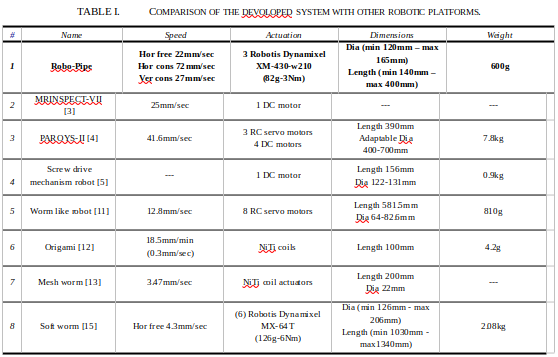 TABLE I. COMPARISON OF THE DEVOLOPED SYSTEM WITH OTHER ROBOTIC PLATFORMS.
# Name Speed Actuation Dimensions Weight
1 Robo-Pipe Hor free 22mm/sec
Hor cons 72mm/sec
Ver cons 27mm/sec 3 Robotis Dynamixel
XM-430-w210
(82g-3Nm) Dia (min 120mm – max
165mm)
Length (min 140mm –
max 400mm) 600g
2 MRINSPECT-VII
[3] 25mm/sec 1 DC motor --- ---
3 PAROYS-II [4] 41.6mm/sec 3 RC servo motors
4 DC motors Length 390mm
Adaptable Dia
400-700mm 7.8kg
4 Screw drive
mechanism robot [5] --- 1 DC motor Length 156mm
Dia 122-131mm 0.9kg
5 Worm like robot [11] 12.8mm/sec 8 RC servo motors Length 581.5mm
Dia 64-82.6mm 810g
6 Origami [12] 18.5mm/min
(0.3mm/sec) NiTi coils Length 100mm 4.2g
7 Mesh worm [13] 3.47mm/sec NiTi coil actuators Length 200mm
Dia 22mm ---
8 Soft worm [15] Hor free 4.3mm/sec (6) Robotis Dynamixel
MX-64 T
(126g-6Nm) Dia (min 126mm - max
206mm)
Length (min 1030mm -
max1340mm) 2.08kg